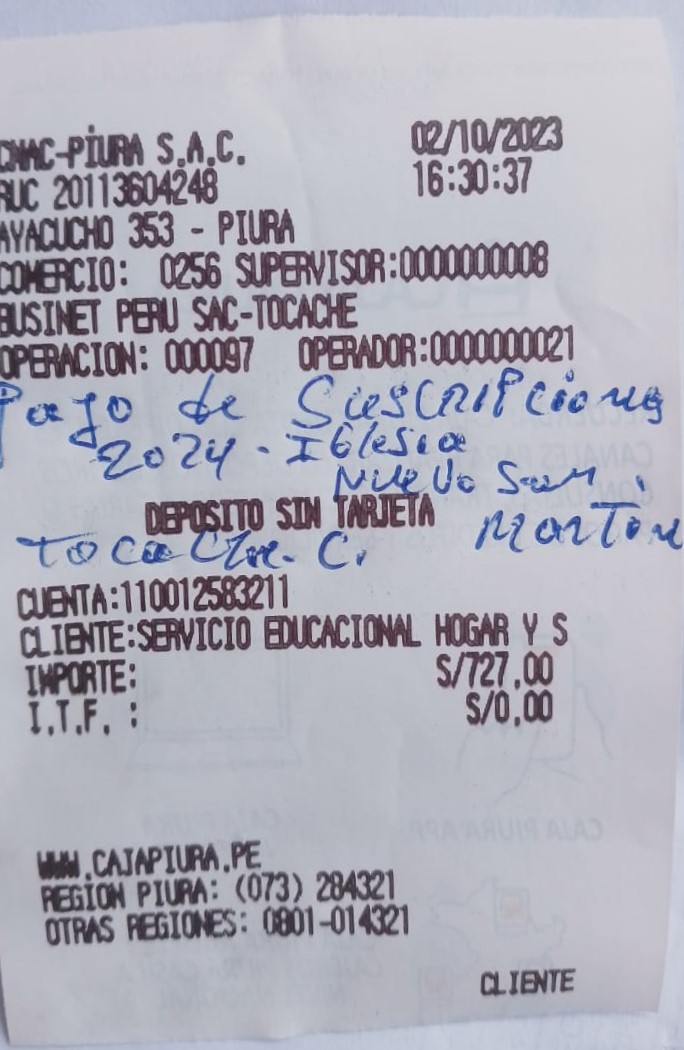 CMAC-PIURA S.A.C. 02/10/2023
RUC 20113604248 16:30:37
AYACUCHO 353 - PIURA
COMERCIO: 0256 SUPERVISOR:0000000008
BUSINET PERU SAC-TOCACHE
OPERACION: 000097 OPERADOR:0000000021
Pago de Suscripciones
2024 - Iglesia
Nuevo San
DEPOSITO SIN TARJETA Martin
Tocache - C.
CUENTA:110012583211
CLIENTE:SERVICIO EDUCACIONAL HOGAR Y S
IMPORTE: S/727,00
I.T.F. : S/0,00
WWW.CAJAPIURA.PE
REGION PIURA: (073) 284321
OTRAS REGIONES: 0801-014321
CLIENTE